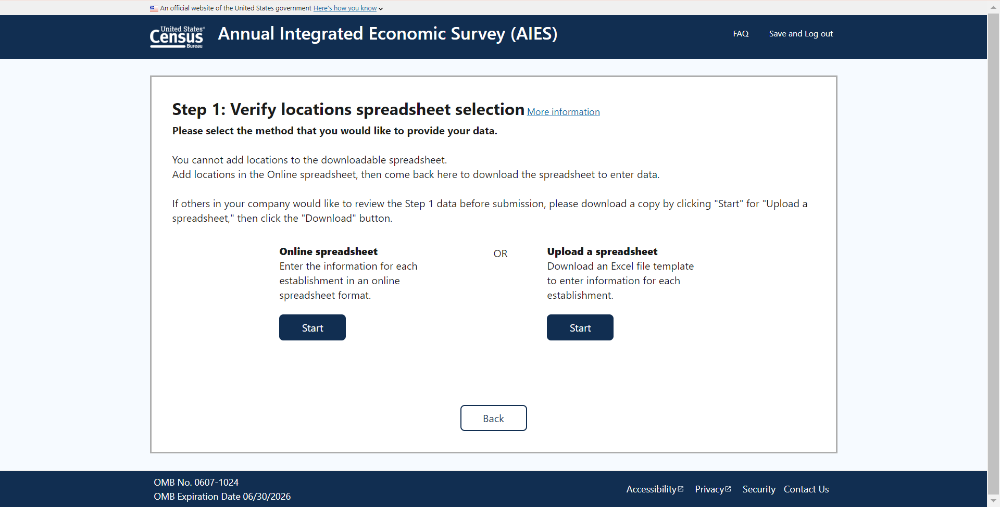 An official website of the United States government Here's how you know
United States®
Census
Bureau
Annual Integrated Economic Survey (AIES)
FAQ
Save and Log out
Step 1: Verify locations spreadsheet selection More information
Please select the method that you would like to provide your data.
You cannot add locations to the downloadable spreadsheet.
Add locations in the Online spreadsheet, then come back here to download the spreadsheet to enter data.
If others in your company would like to review the Step 1 data before submission, please download a copy by clicking "Start" for "Upload a
spreadsheet," then click the "Download" button.
Online spreadsheet
Enter the information for each
establishment in an online
spreadsheet format.
Start
OR
Upload a spreadsheet
Download an Excel file template
to enter information for each
establishment.
Start
Back
OMB No. 0607-1024
OMB Expiration Date 06/30/2026
Accessibility
Privacy
Security
Contact Us